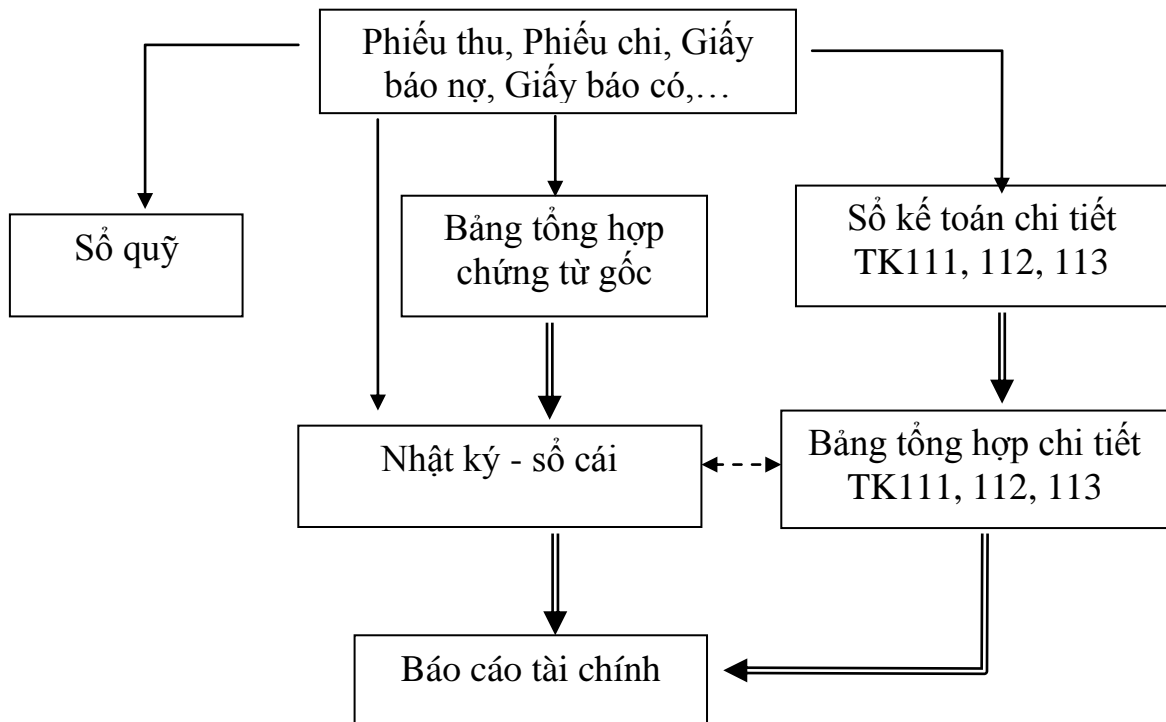 Phiếu thu, Phiếu chi, Giấy
báo nợ, Giấy báo có,…
Sổ quỹ
Bảng tổng hợp
chứng từ gốc
Sổ kế toán chi tiết
TK111, 112, 113
Nhật ký - sổ cái
Bảng tổng hợp chi tiết
TK111, 112, 113
Báo cáo tài chính